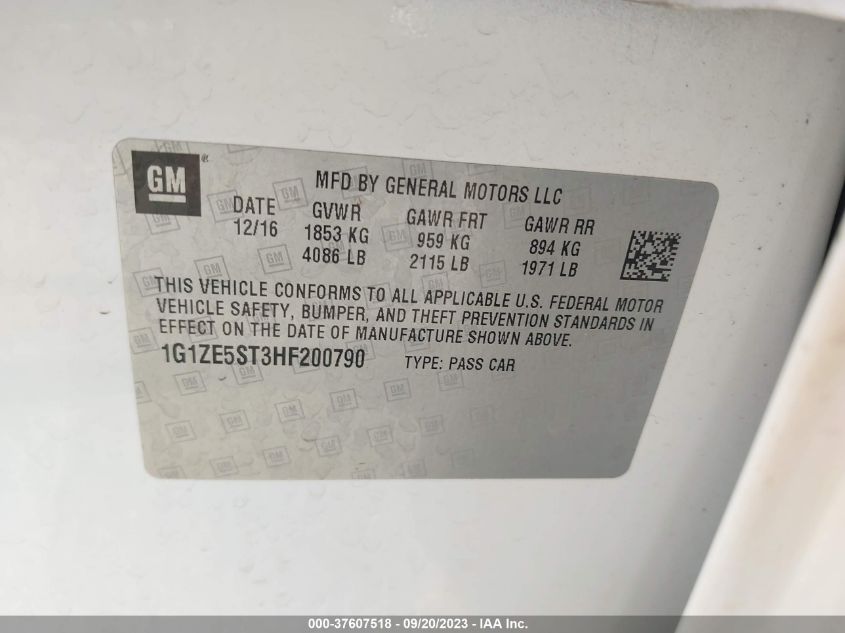 GM®
MFD BY GENERAL MOTORS LLC
DATE GVWR GAWR FRT GAWR RR
12/16 1853 KG 959 KG 894 KG
4086 LB 2115 LB 1971 LB
THIS VEHICLE CONFORMS TO ALL APPLICABLE U.S. FEDERAL MOTOR
VEHICLE SAFETY, BUMPER, AND THEFT PREVENTION STANDARDS IN
EFFECT ON THE DATE OF MANUFACTURE SHOWN ABOVE.
1G1ZE5ST3HF200790 TYPE: PASS CAR
000-37607518 - 09/20/2023 - IAA Inc.